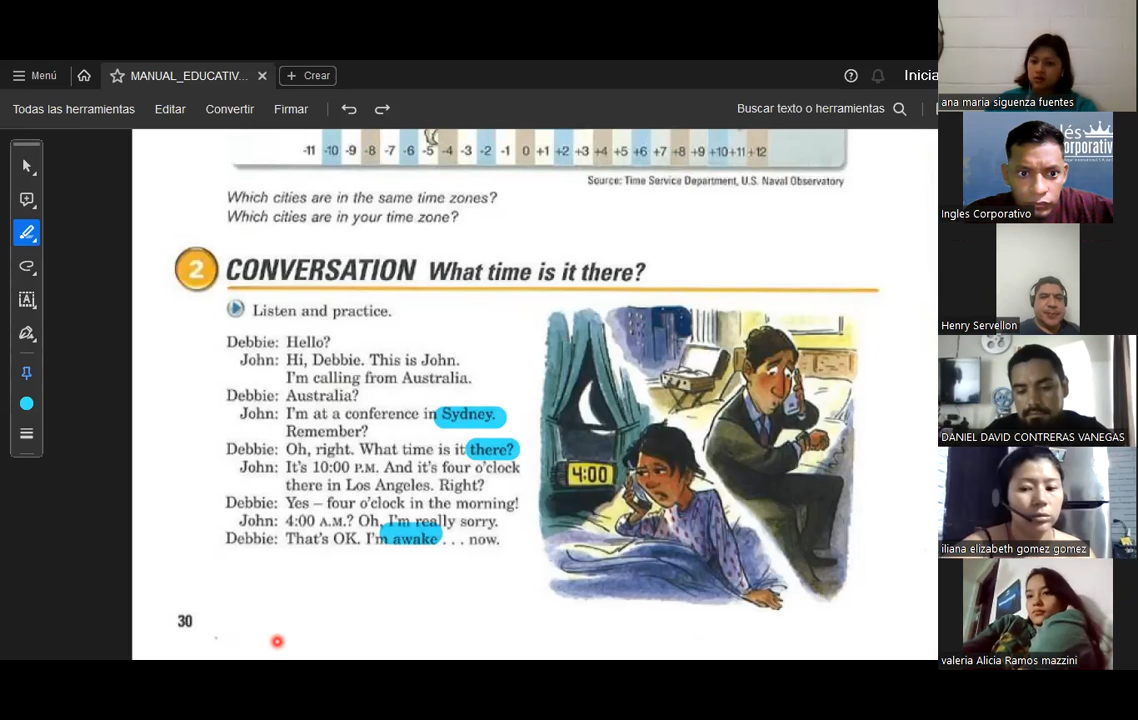 Menú
MANUAL_EDUCATIV...
Crear
Inicia
Todas las herramientas
Editar
Convertir
Firmar
Buscar texto o herramientas
-11 -10 -9 -8 -7 -6 -5 -4 -3 -2 -1 0 +1 +2 +3 +4 +5 +6 +7 +8 +9 +10 +11 +12
Source: Time Service Department, U.S. Naval Observatory
Which cities are in the same time zones?
Which cities are in your time zone?
2 CONVERSATION What time is it there?
Listen and practice.
Debbie: Hello?
John: Hi, Debbie. This is John.
I'm calling from Australia.
Debbie: Australia?
John: I'm at a conference in Sydney.
Remember?
Debbie: Oh, right. What time is it there?
John: It's 10:00 P.M. And it's four o'clock
there in Los Angeles. Right?
Debbie: Yes – four o'clock in the morning!
John: 4:00 A.M.? Oh, I'm really sorry.
Debbie: That's OK. I'm awake . . . now.
4:00
30
ana maria siguenza fuentes
lés
orporativ
Ingles Corporativo
Henry Servellon
DANIEL DAVID CONTRERAS VANEGAS
iliana elizabeth gomez gomez
valeria Alicia Ramos mazzini